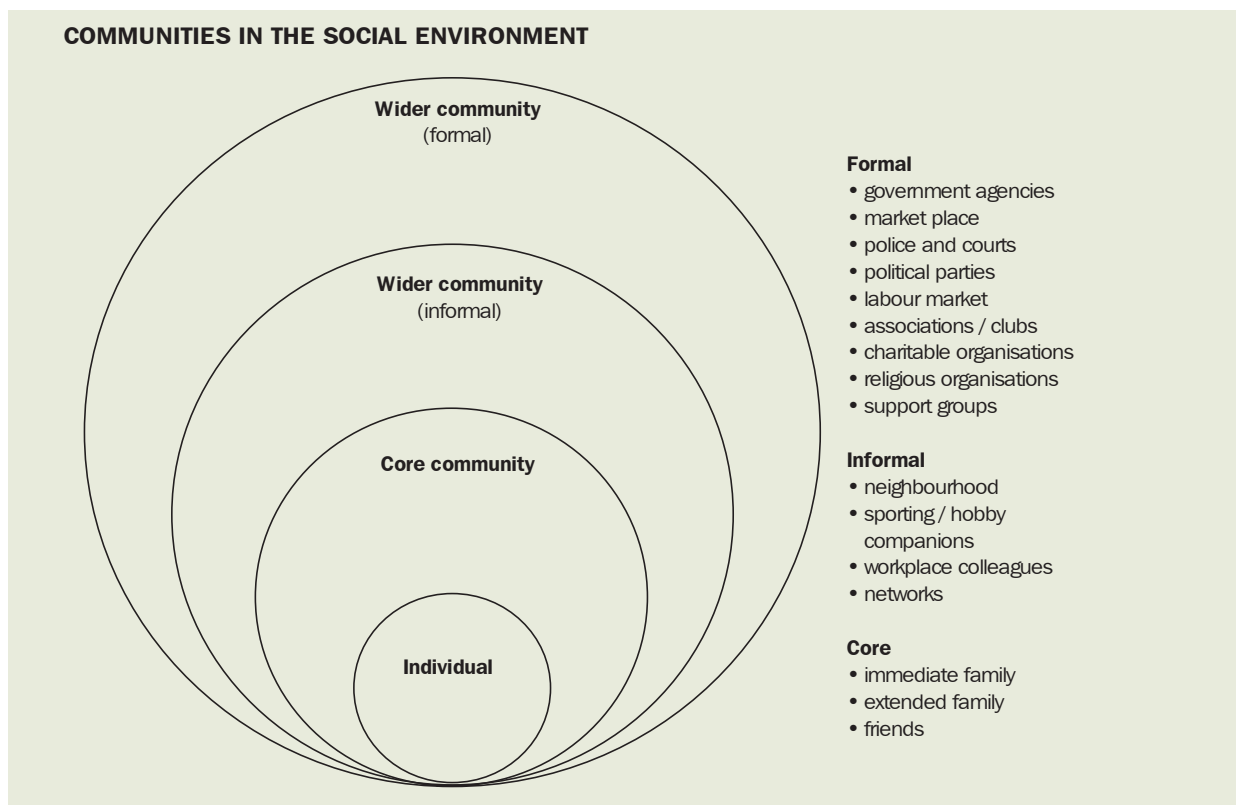 COMMUNITIES IN THE SOCIAL ENVIRONMENT
Wider community
(formal)
Wider community
(informal)
Core community
Individual
Formal
• government agencies
• market place
• police and courts
• political parties
• labour market
• associations / clubs
• charitable organisations
• religious organisations
• support groups
Informal
• neighbourhood
• sporting / hobby
companions
• workplace colleagues
• networks
Core
• immediate family
• extended family
• friends